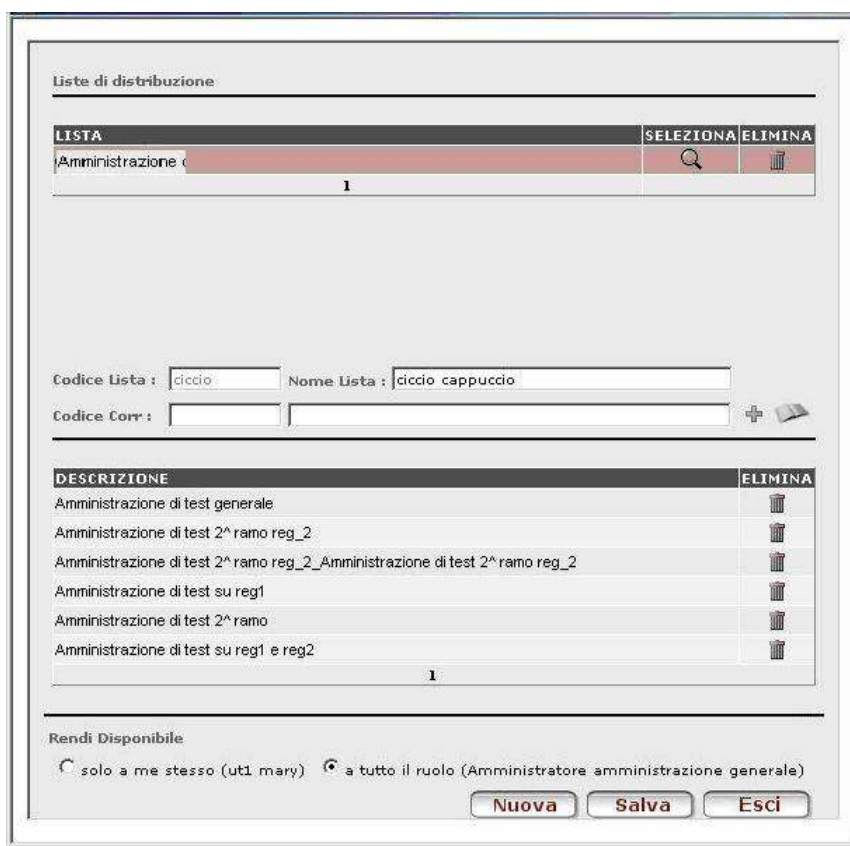 Liste di distribuzione
LISTA SELEZIONA ELIMINA
Amministrazione
1
Codice Lista : ciccio Nome Lista : ciccio cappuccio
Codice Corr :
DESCRIZIONE ELIMINA
Amministrazione di test generale
Amministrazione di test 2^ ramo reg_2
Amministrazione di test 2^ ramo reg_2_Amministrazione di test 2^ ramo reg_2
Amministrazione di test su reg1
Amministrazione di test 2^ ramo
Amministrazione di test su reg1 e reg2
1
Rendi Disponibile
solo a me stesso (ut1 mary) a tutto il ruolo (Amministratore amministrazione generale)
Nuova Salva Esci